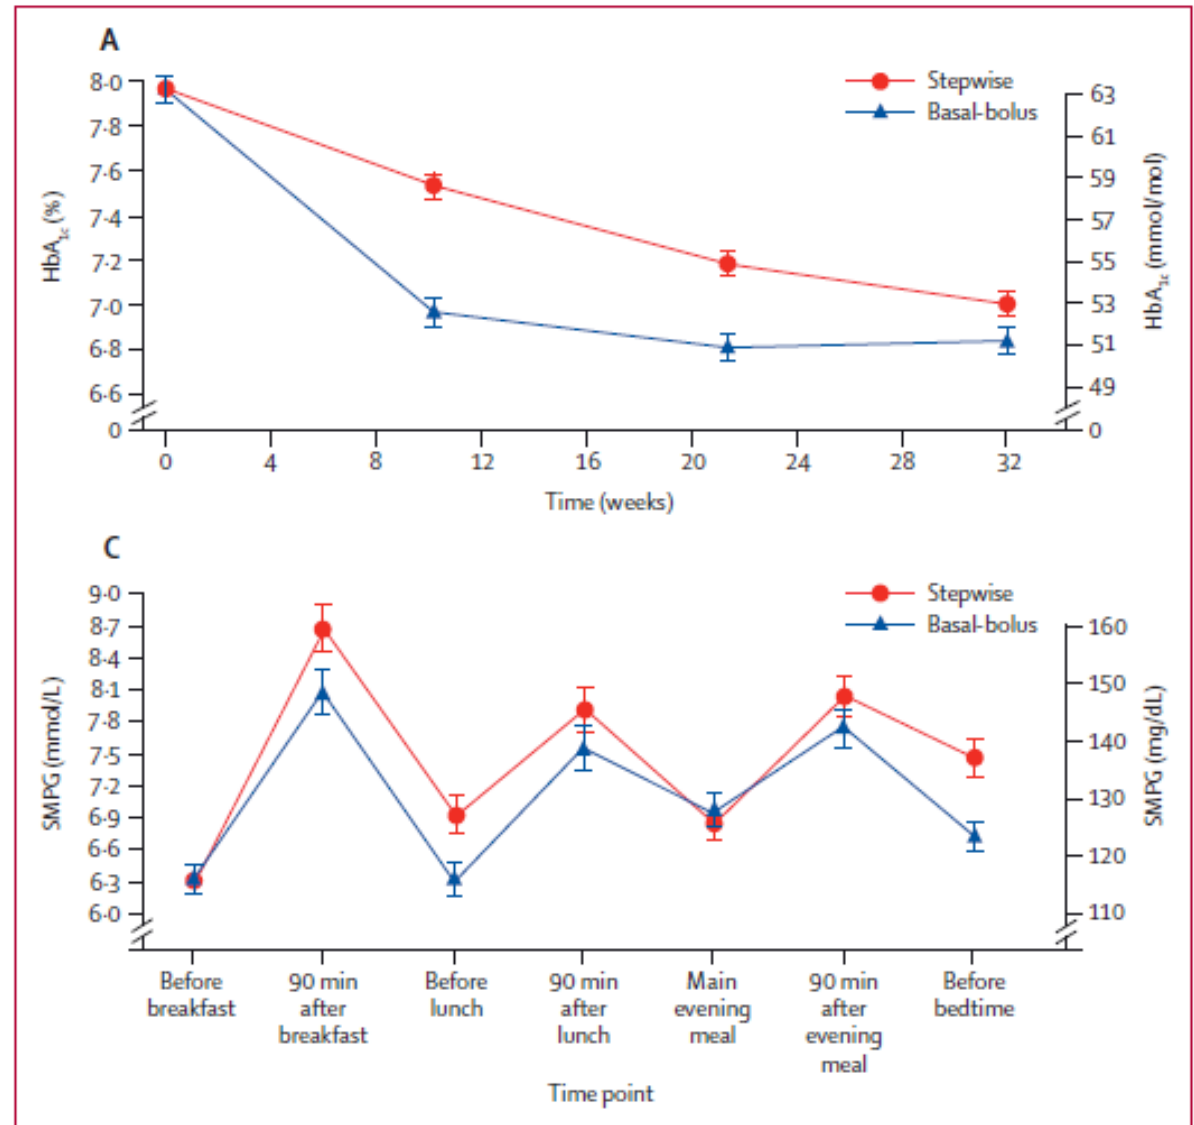 A
8·0
7·8
7·6
7·4
7·2
7·0
6·8
6·6
0
HbA1c (%)
Stepwise
Basal-bolus
63
61
59
57
55
53
51
49
0
HbA1c (mmol/mol)
0 4 8 12 16 20 24 28 32
Time (weeks)
C
9·0
8·7
8·4
8·1
7·8
7·5
7·2
6·9
6·6
6·3
6·0
SMPG (mmol/L)
Stepwise
Basal-bolus
160
150
140
130
120
110
SMPG (mg/dL)
Before
breakfast
90 min
after
breakfast
Before
lunch
90 min
after
lunch
Main
evening
meal
90 min
after
evening
meal
Before
bedtime
Time point